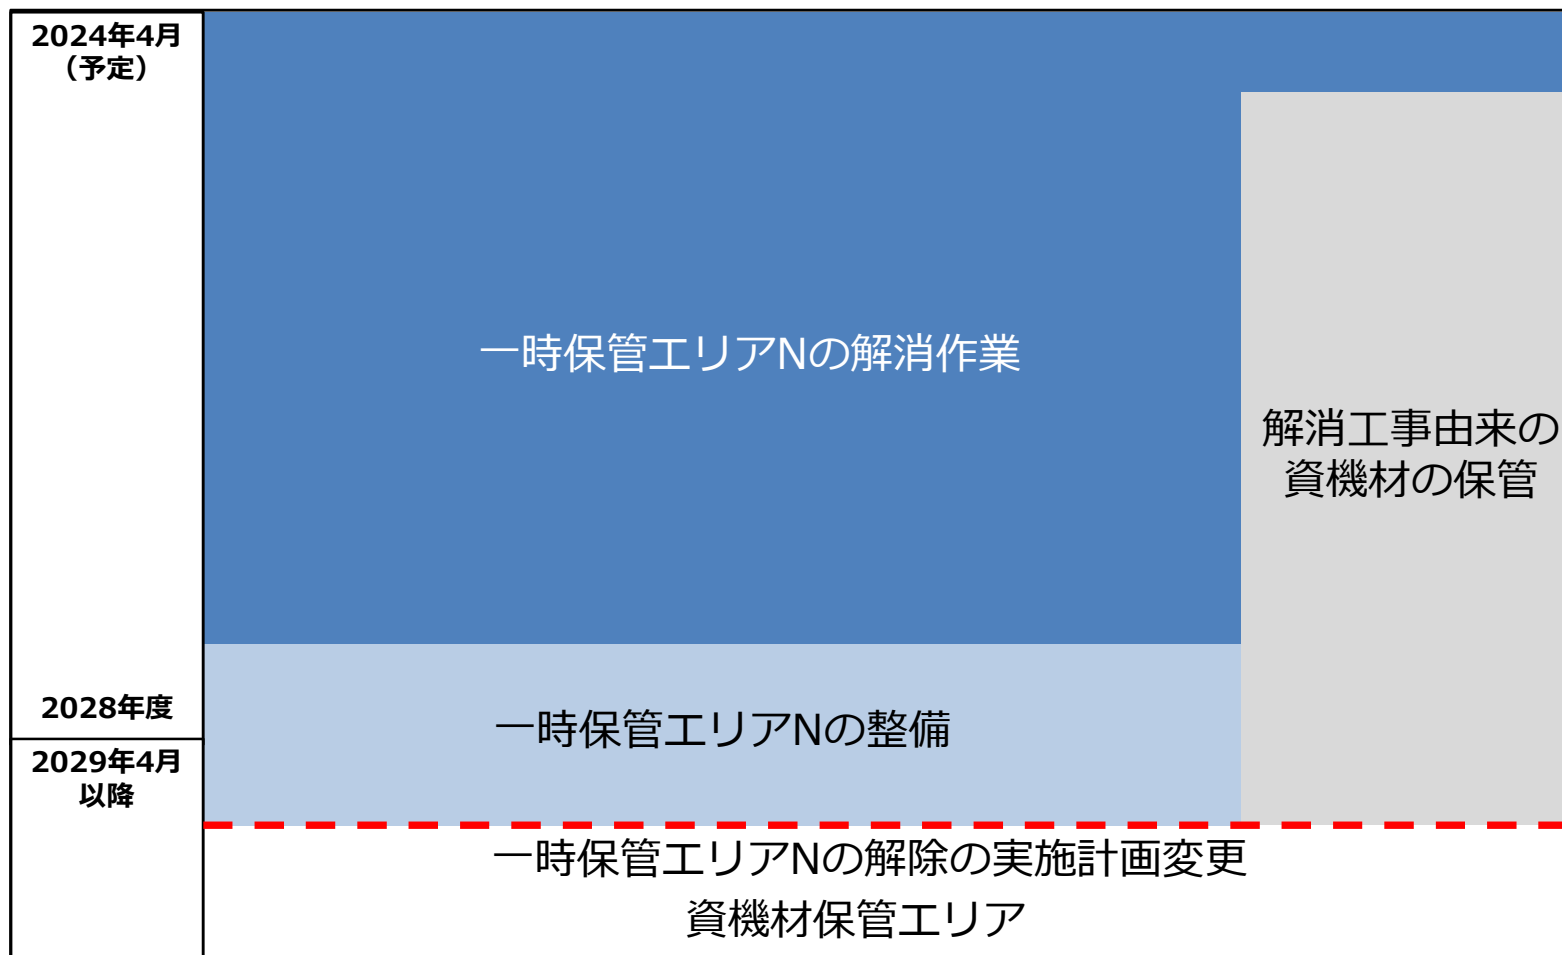 2024年4月
（予定）
一時保管エリアNの解消作業
解消工事由来の
資機材の保管
2028年度
一時保管エリアNの整備
2029年4月
以降
一時保管エリアNの解除の実施計画変更
資機材保管エリア